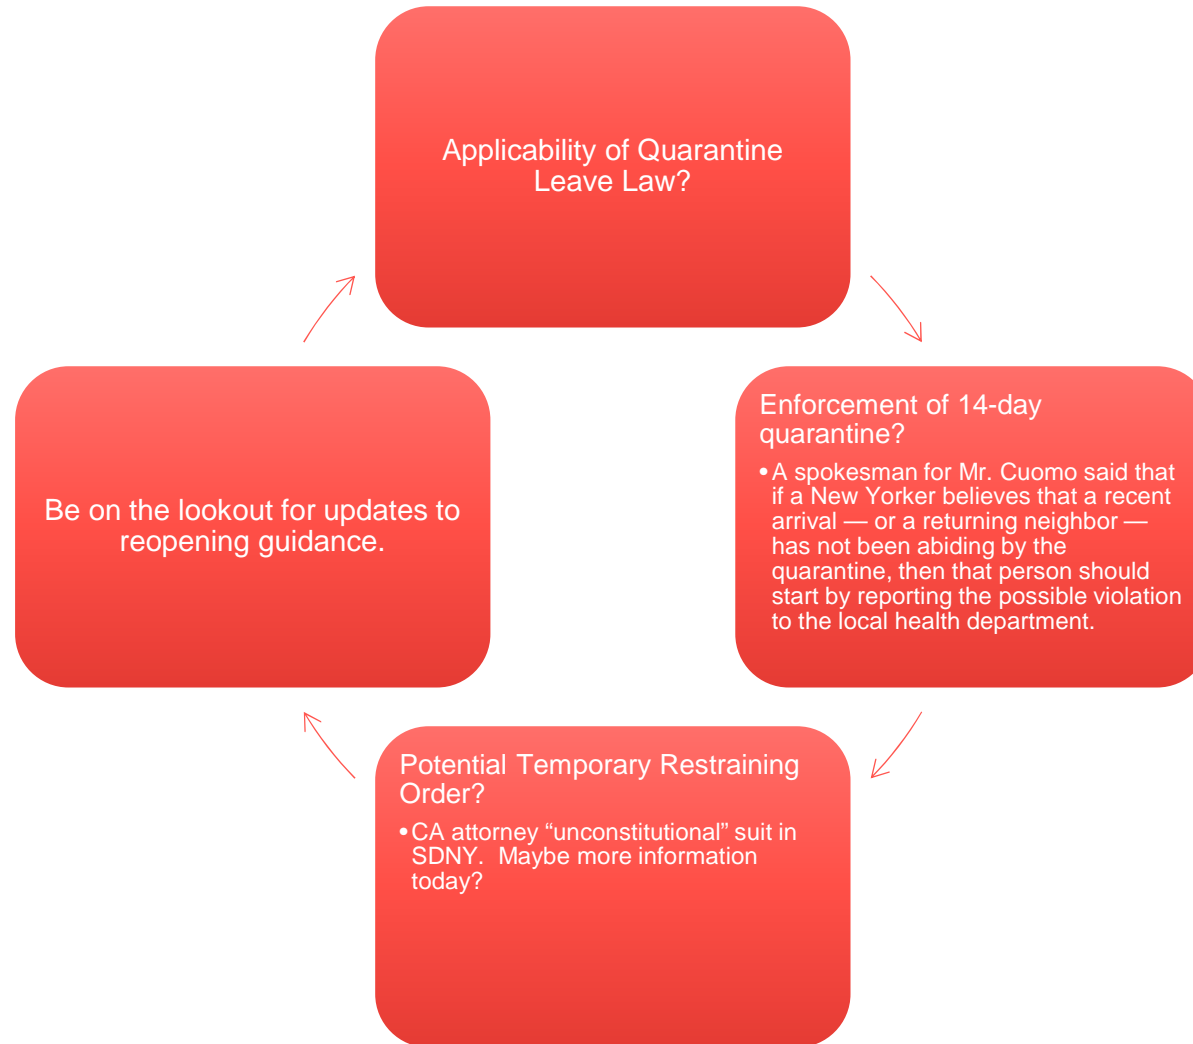 Applicability of Quarantine
Leave Law?
Enforcement of 14-day
quarantine?
•A spokesman for Mr. Cuomo said that
if a New Yorker believes that a recent
arrival — or a returning neighbor —
has not been abiding by the
quarantine, then that person should
start by reporting the possible violation
to the local health department.
Potential Temporary Restraining
Order?
•CA attorney “unconstitutional” suit in
SDNY.  Maybe more information
today?
Be on the lookout for updates to
reopening guidance.